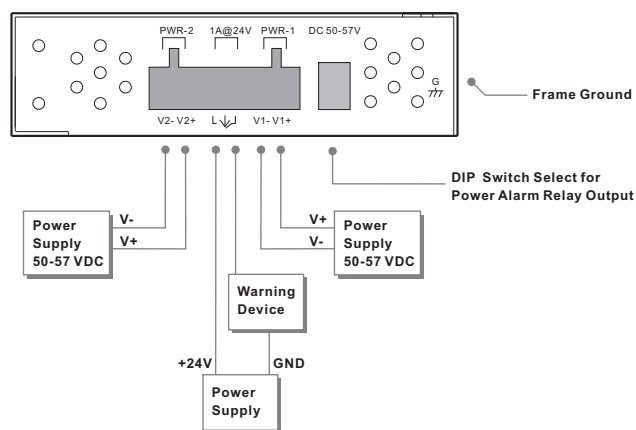 PWR-2 1A@24V PWR-1 DC 50-57V
G
Frame Ground
V2- V2+ L V1- V1+
DIP Switch Select for
Power Alarm Relay Output
V-
V+
Power
Supply
50-57 VDC
V+
V-
Power
Supply
50-57 VDC
Warning
Device
+24V GND
Power
Supply